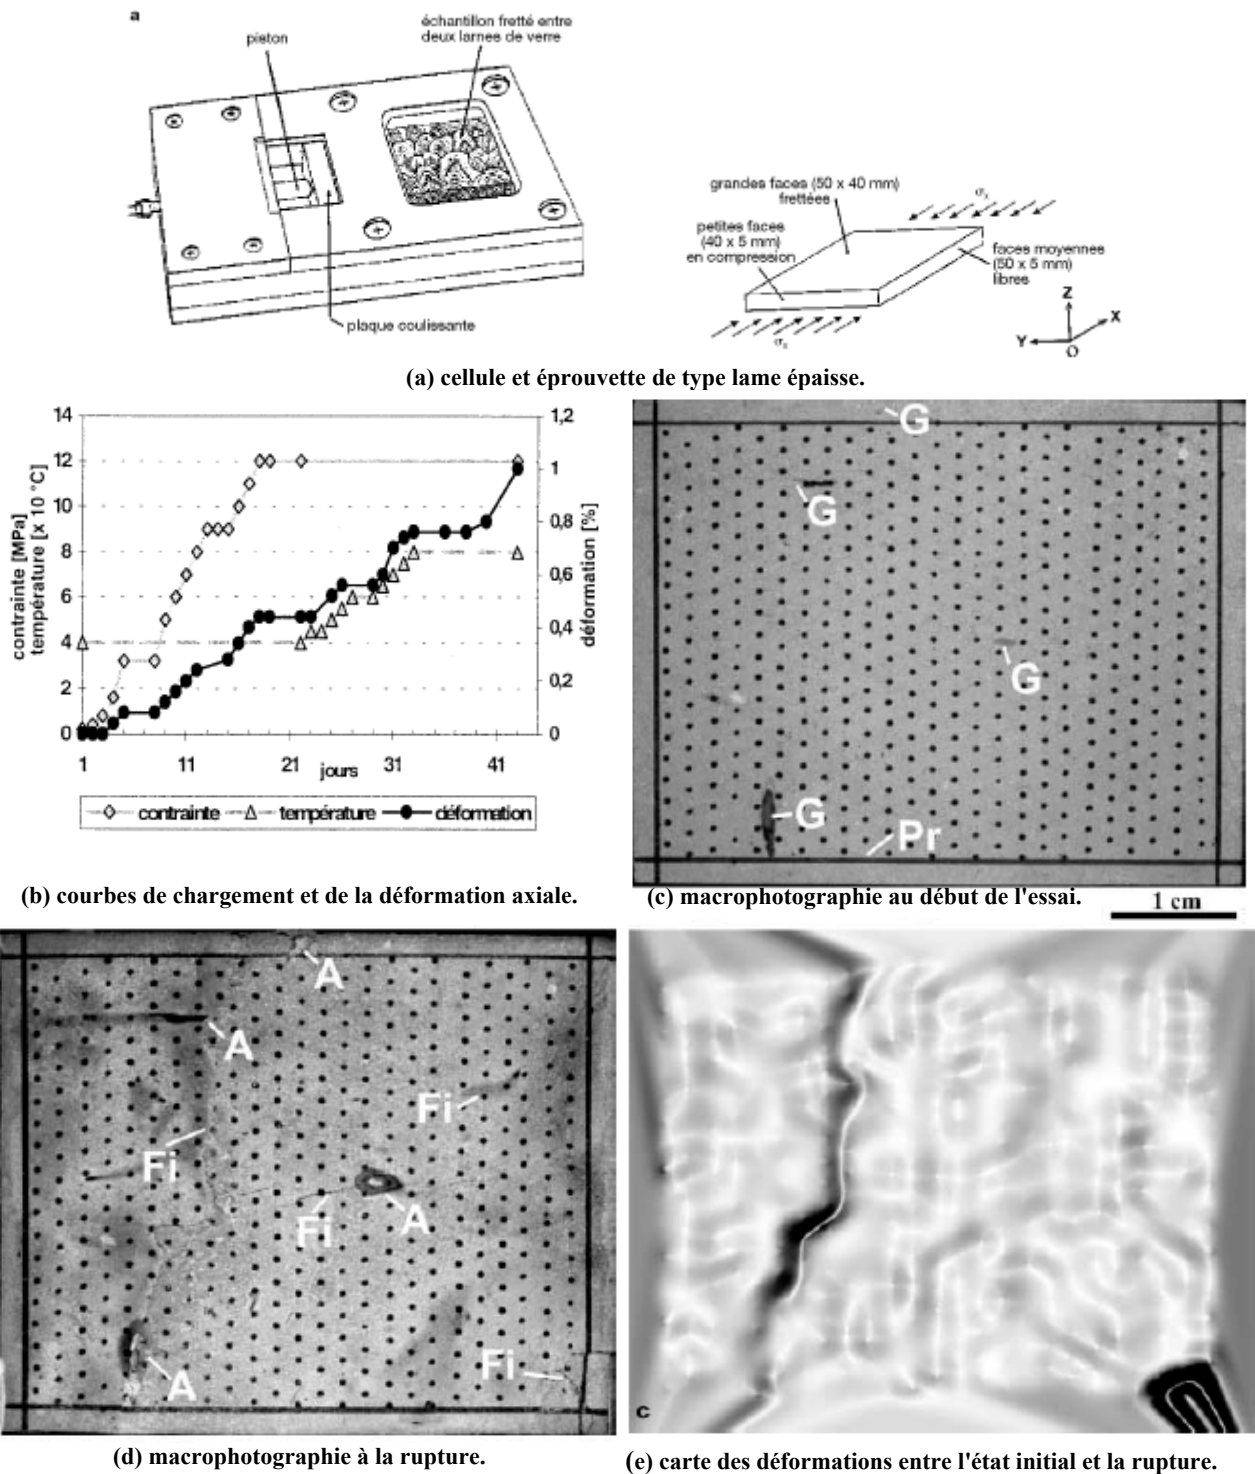 a
piston
échantillon fretté entre
deux lames de verre
plaque coulissante
grandes faces (50 x 40 mm)
frettées
petites faces
(40 x 5 mm)
en compression
σx
faces moyennes
(50 x 5 mm)
libres
σx
Z
X
Y
O
(a) cellule et éprouvette de type lame épaisse.
contrainte [MPa]
température [x 10 °C]
14
12
10
8
6
4
2
0
1,2
1
0,8
0,6
0,4
0,2
0
déformation [%]
1
11
21
31
41
jours
contrainte
température
déformation
(b) courbes de chargement et de la déformation axiale.
G
G
G
G
Pr
(c) macrophotographie au début de l'essai.
1 cm
A
A
Fi
Fi
Fi
A
Fi
A
(d) macrophotographie à la rupture.
c
(e) carte des déformations entre l'état initial et la rupture.